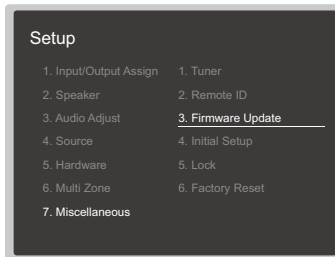 Setup
1. Input/Output Assign
2. Speaker
3. Audio Adjust
4. Source
5. Hardware
6. Multi Zone
7. Miscellaneous
1. Tuner
2. Remote ID
3. Firmware Update
4. Initial Setup
5. Lock
6. Factory Reset